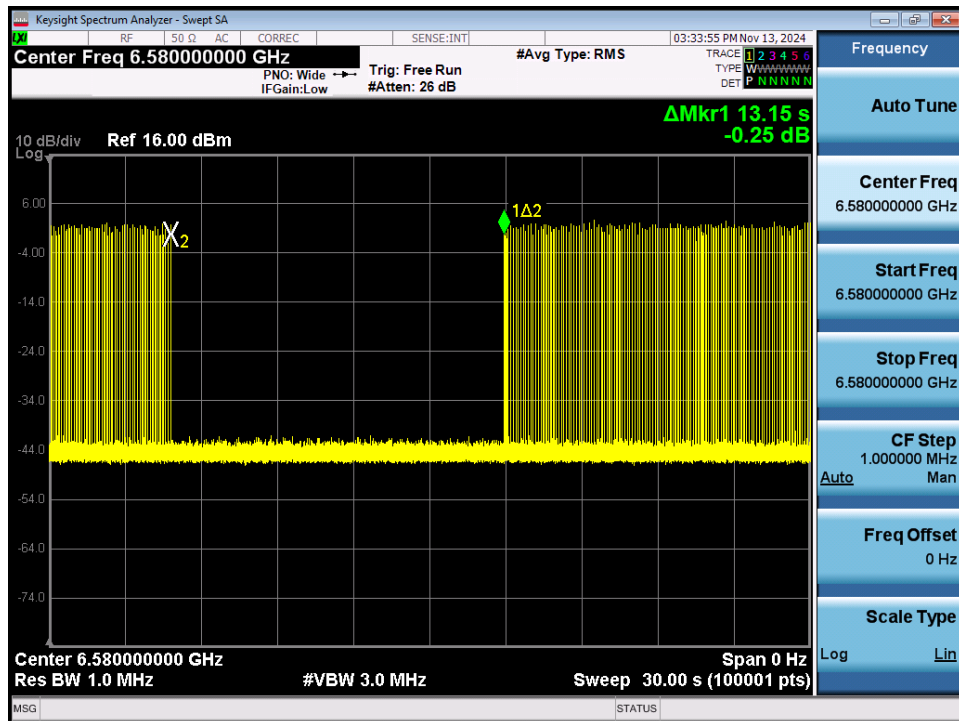 Keysight Spectrum Analyzer - Swept SA
LXI RF 50 Ω AC CORREC SENSE:INT 03:33:55 PM Nov 13, 2024
Center Freq 6.580000000 GHz
#Avg Type: RMS
TRACE 1 2 3 4 5 6
PNO: Wide
Trig: Free Run
TYPE WWWWWW
IFGain:Low
#Atten: 26 dB
DET P N N N N N
ΔMkr1 13.15 s
-0.25 dB
10 dB/div
Log
Ref 16.00 dBm
6.00
-4.00
-14.0
-24.0
-34.0
-44.0
-54.0
-64.0
-74.0
X2
1Δ2
Center 6.580000000 GHz
Span 0 Hz
Res BW 1.0 MHz
#VBW 3.0 MHz
Sweep 30.00 s (100001 pts)
MSG
STATUS
Frequency
Auto Tune
Center Freq
6.580000000 GHz
Start Freq
6.580000000 GHz
Stop Freq
6.580000000 GHz
CF Step
1.000000 MHz
Auto Man
Freq Offset
0 Hz
Scale Type
Log Lin